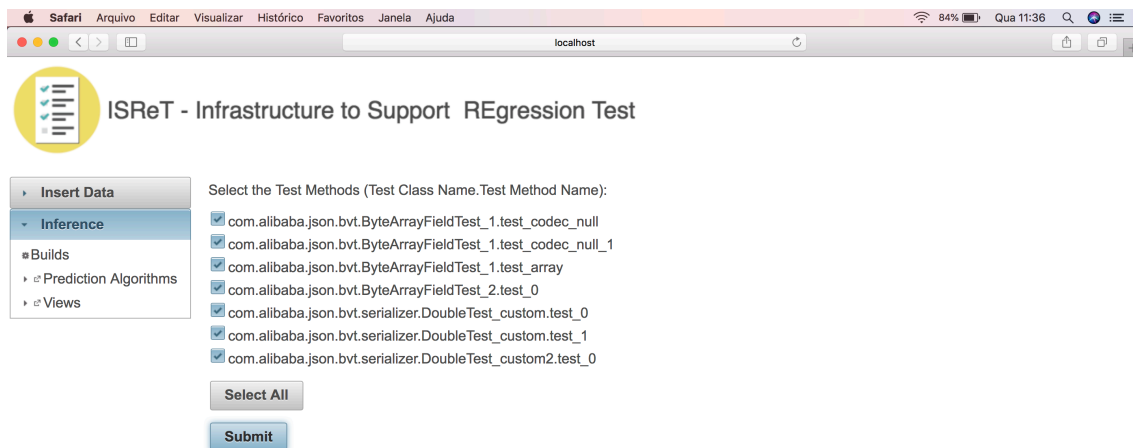 Safari Arquivo Editar Visualizar Histórico Favoritos Janela Ajuda 84% Qua 11:36
localhost
ISReT - Infrastructure to Support REgression Test
Insert Data
Inference
Builds
Prediction Algorithms
Views
Select the Test Methods (Test Class Name.Test Method Name):
com.alibaba.json.bvt.ByteArrayFieldTest_1.test_codec_null
com.alibaba.json.bvt.ByteArrayFieldTest_1.test_codec_null_1
com.alibaba.json.bvt.ByteArrayFieldTest_1.test_array
com.alibaba.json.bvt.ByteArrayFieldTest_2.test_0
com.alibaba.json.bvt.serializer.DoubleTest_custom.test_0
com.alibaba.json.bvt.serializer.DoubleTest_custom.test_1
com.alibaba.json.bvt.serializer.DoubleTest_custom2.test_0
Select All
Submit